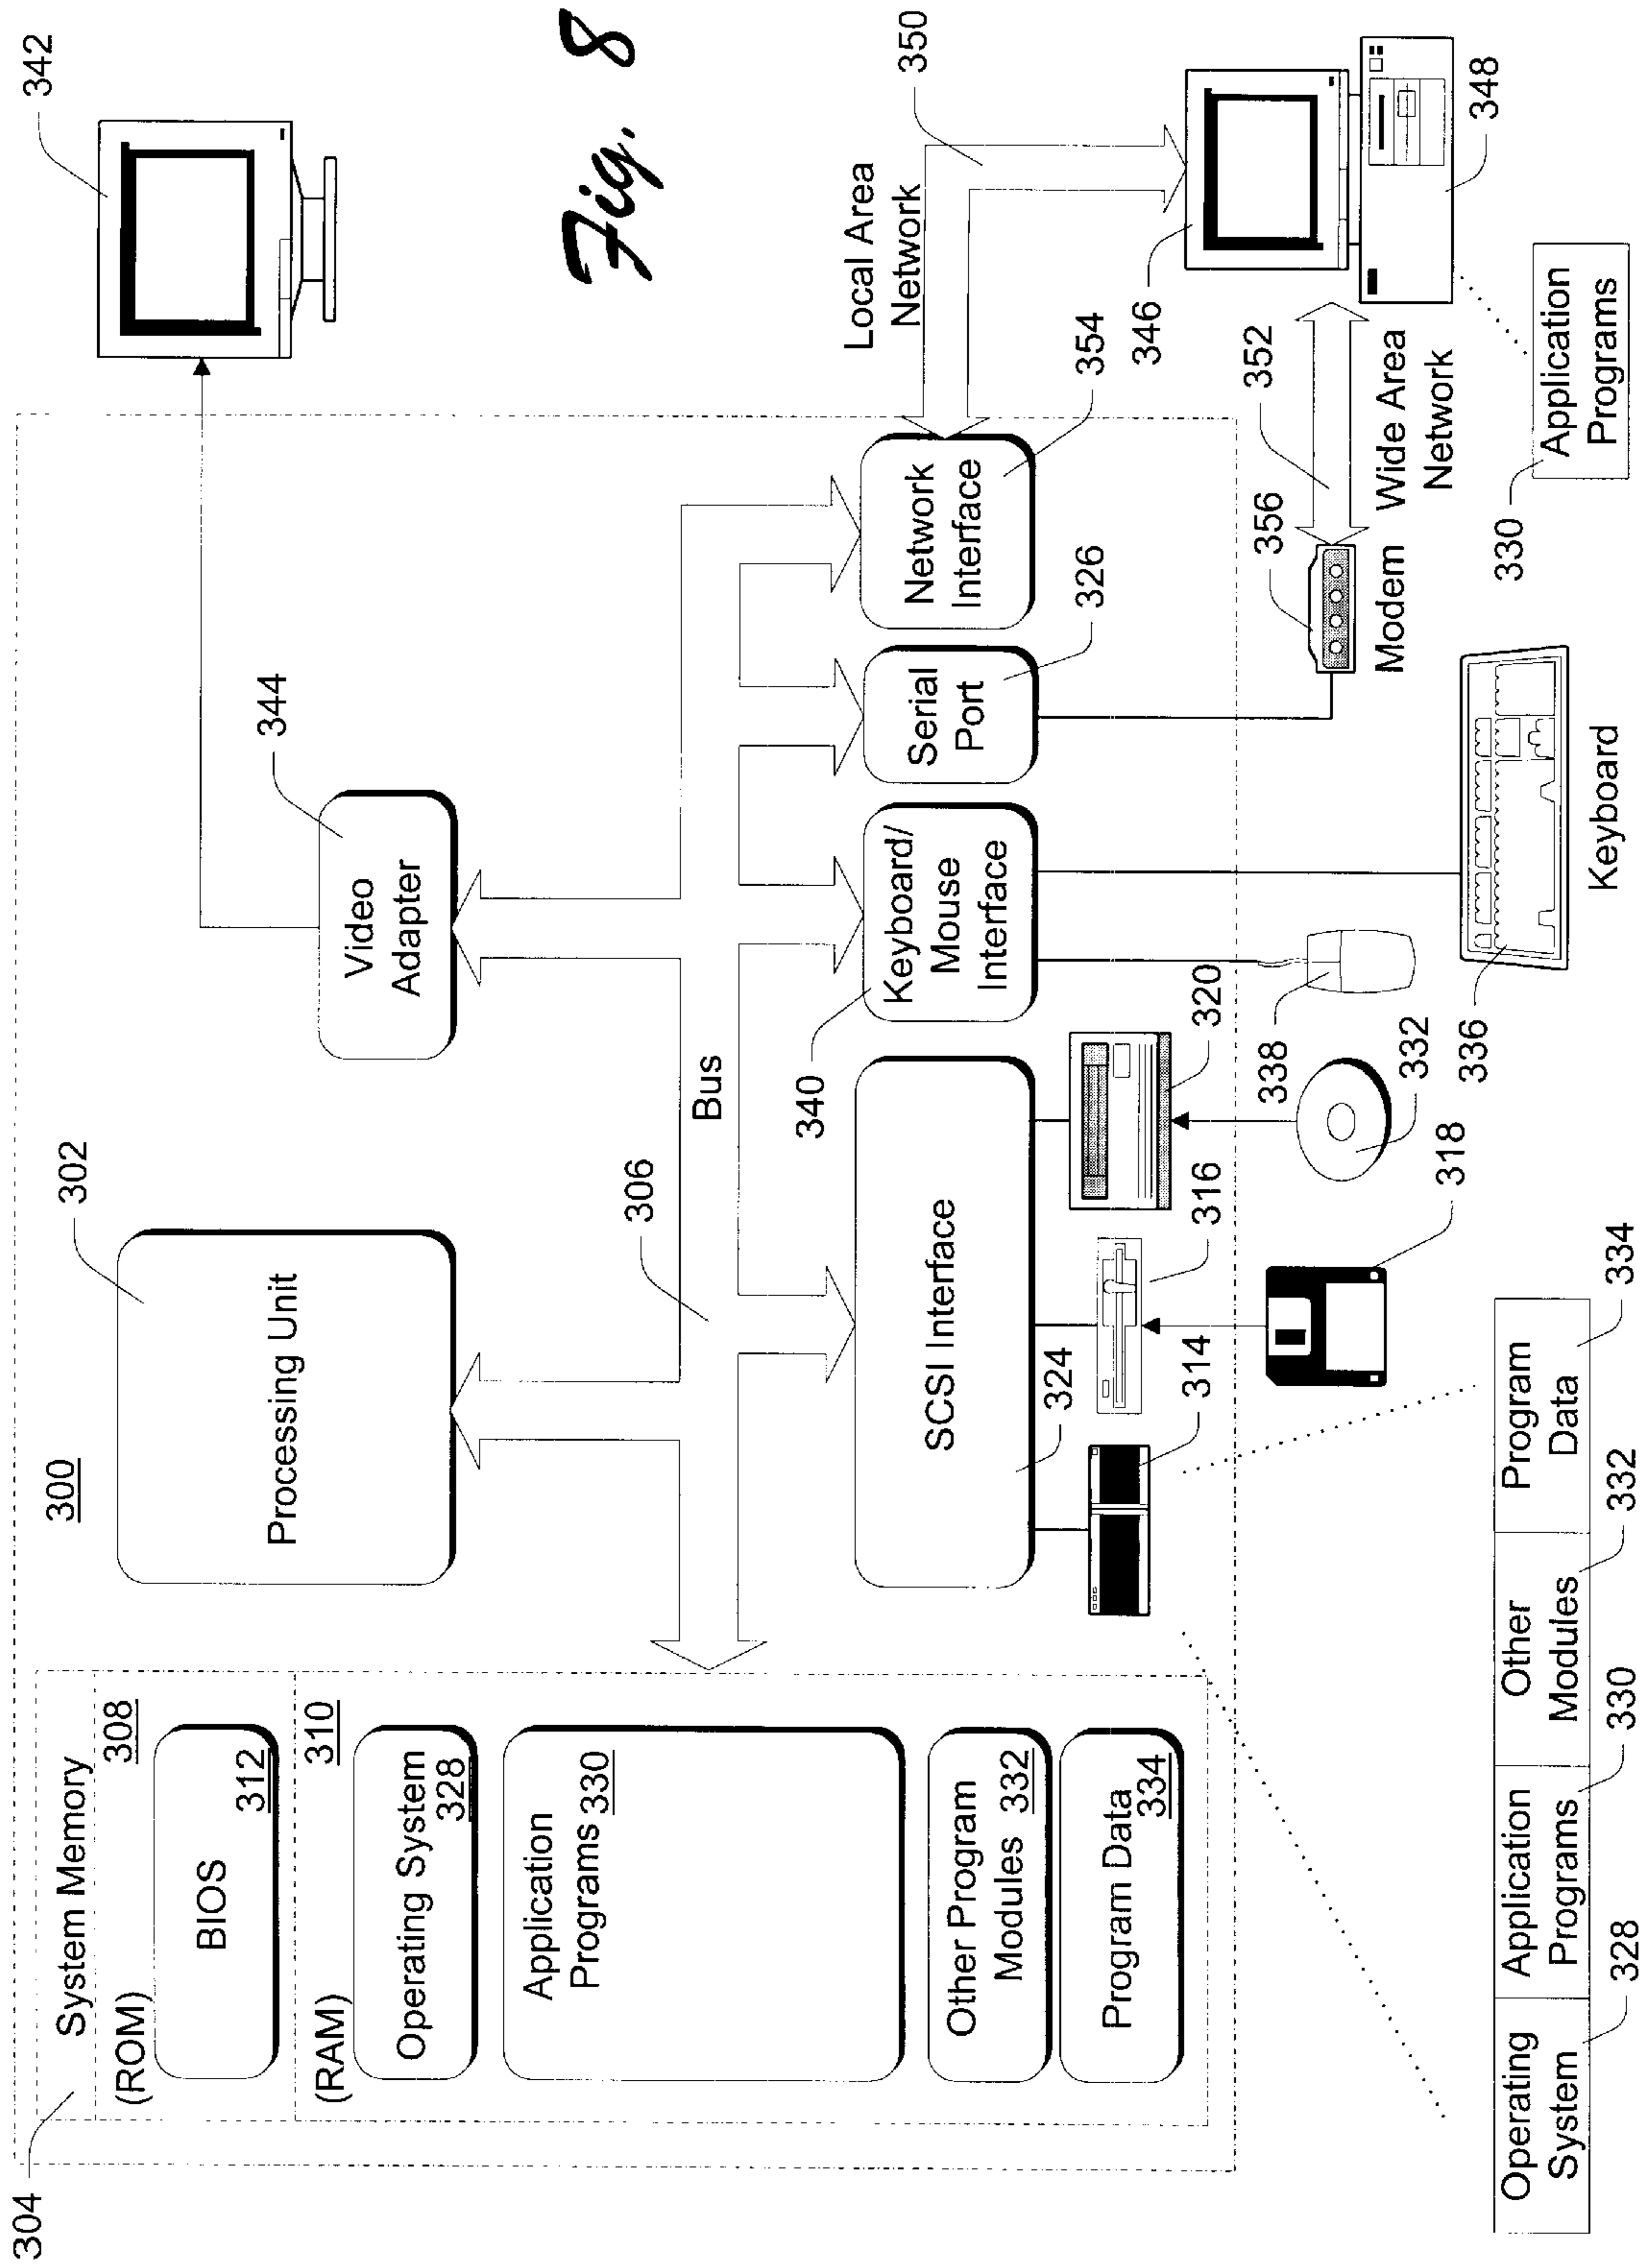 300
342
304
System Memory
(ROM) 308
BIOS
312
(RAM) 310
Operating System
328
Application
Programs 330
Other Program
Modules 332
Program Data
334
302
Processing Unit
344
Video
Adapter
306
Bus
340
SCSI Interface
324
Keyboard/
Mouse
Interface
Serial
Port
326
Network
Interface
354
Local Area
Network
350
Fig. 8
314
316
320
318
332
338
336
Keyboard
356
Modem
352
Wide Area
Network
346
348
330
Application
Programs
Operating
System
Application
Programs
Other
Modules
Program
Data
328
330
332
334